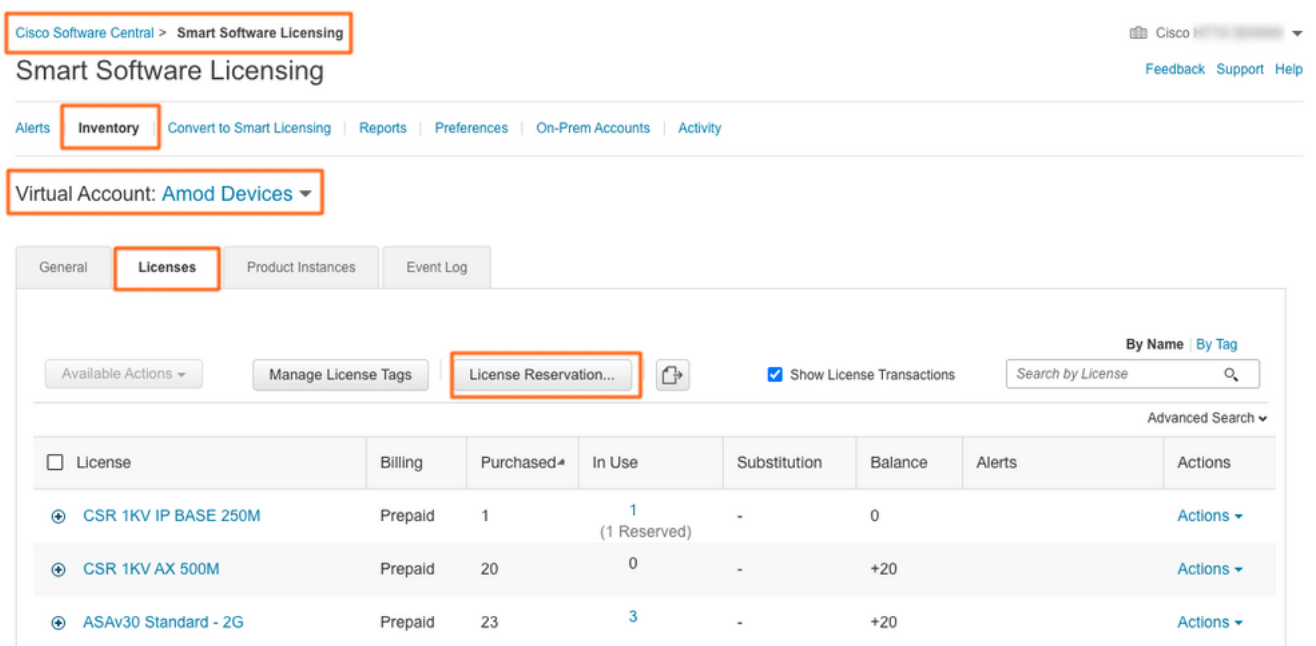 Cisco Software Central > Smart Software Licensing
Cisco
Smart Software Licensing
Feedback Support Help
Alerts | Inventory | Convert to Smart Licensing | Reports | Preferences | On-Prem Accounts | Activity
Virtual Account: Amod Devices
General Licenses Product Instances Event Log
By Name | By Tag
Available Actions Manage License Tags License Reservation... Show License Transactions Search by License
Advanced Search
License Billing Purchased In Use Substitution Balance Alerts Actions
CSR 1KV IP BASE 250M Prepaid 1 1 - 0 Actions
(1 Reserved)
CSR 1KV AX 500M Prepaid 20 0 - +20 Actions
ASAv30 Standard - 2G Prepaid 23 3 - +20 Actions